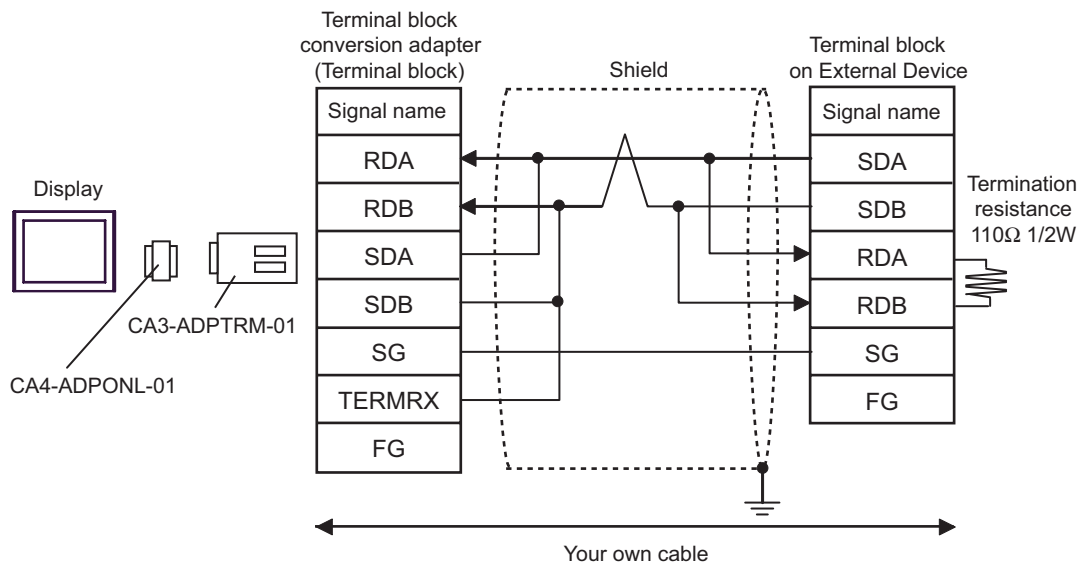 Terminal block
conversion adapter
(Terminal block)
Signal name
RDA
RDB
SDA
SDB
SG
TERMRX
FG
Shield
Terminal block
on External Device
Signal name
SDA
SDB
RDA
RDB
SG
FG
Termination
resistance
110Ω 1/2W
Display
CA3-ADPTRM-01
CA4-ADPONL-01
Your own cable